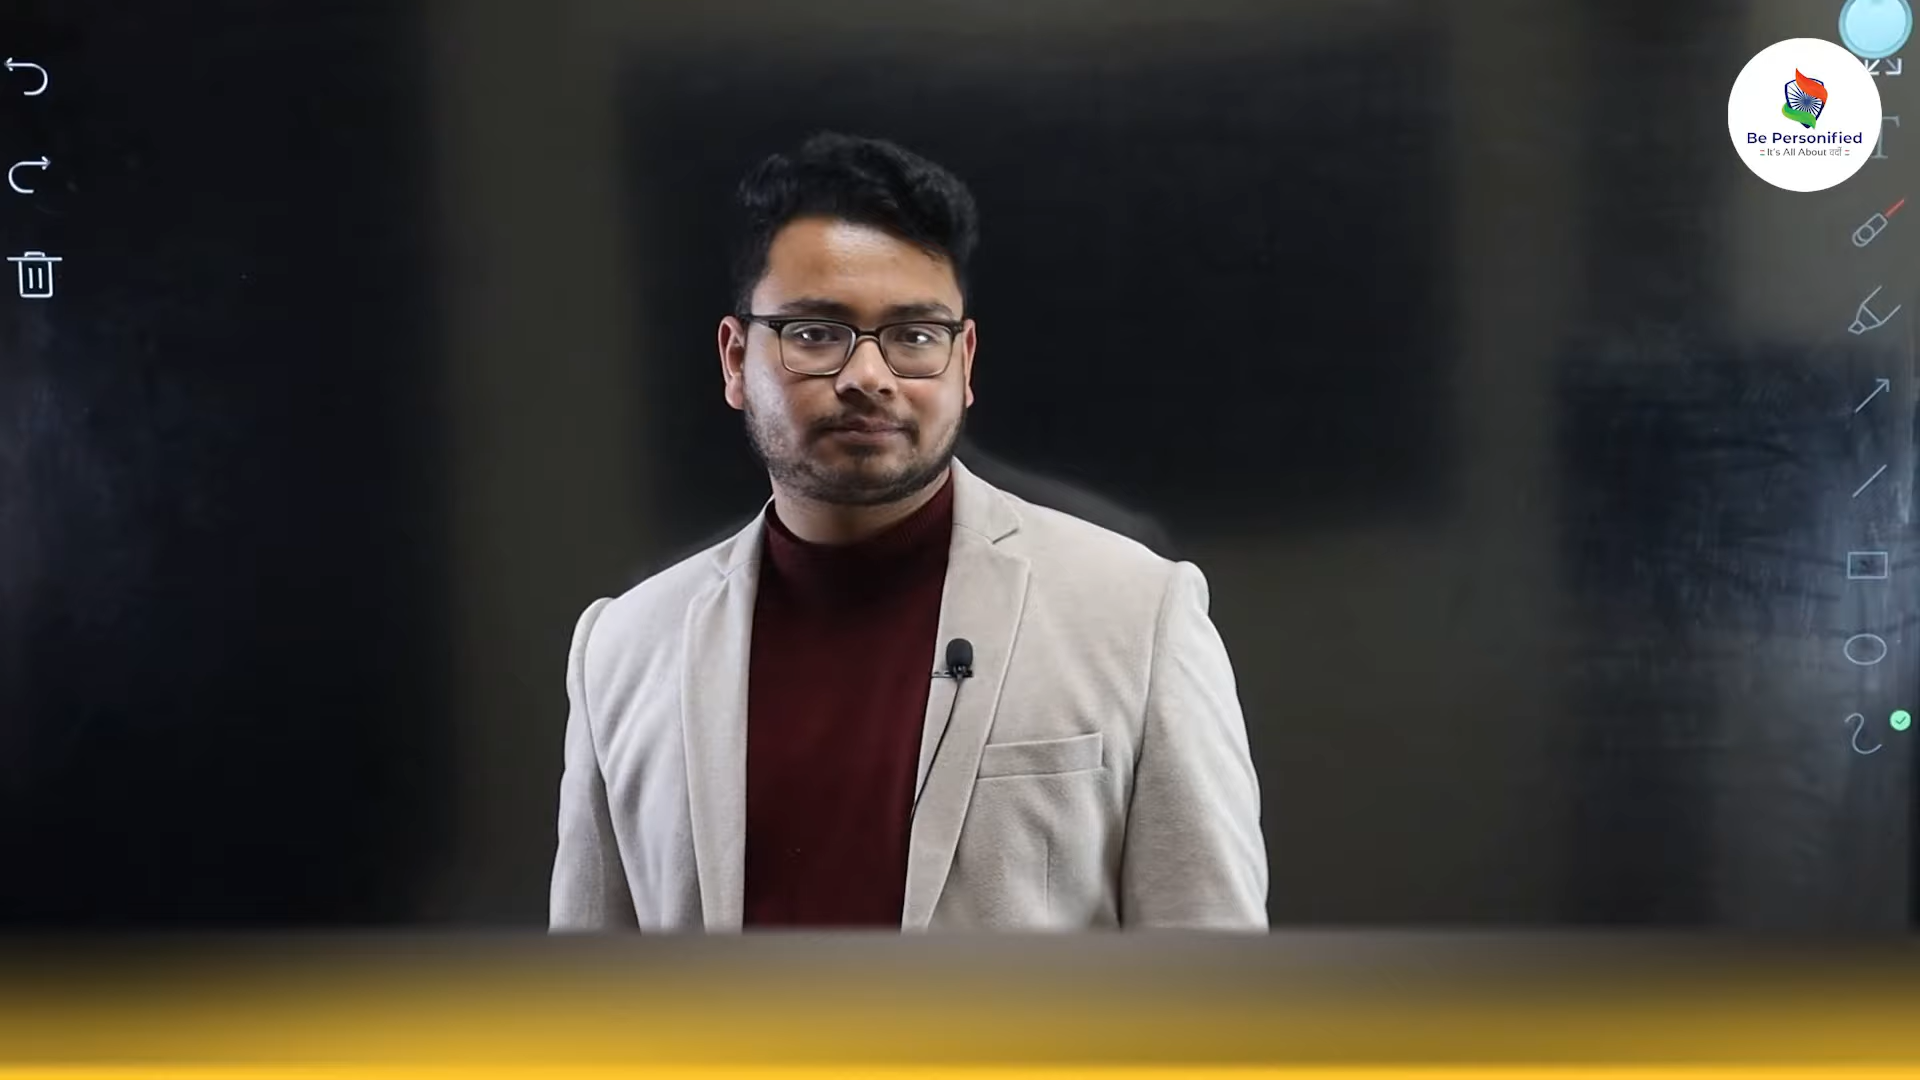 Be Personified
:: It's All About वर्दी ::
T